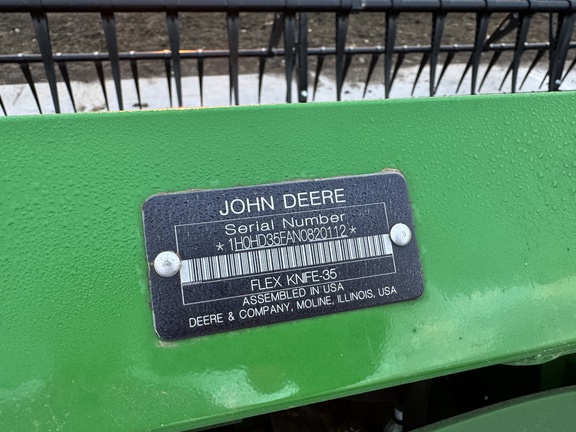 JOHN DEERE
Serial Number
*1H0HD35FAN0820112*
FLEX KNIFE-35
ASSEMBLED IN USA
DEERE & COMPANY, MOLINE, ILLINOIS, USA